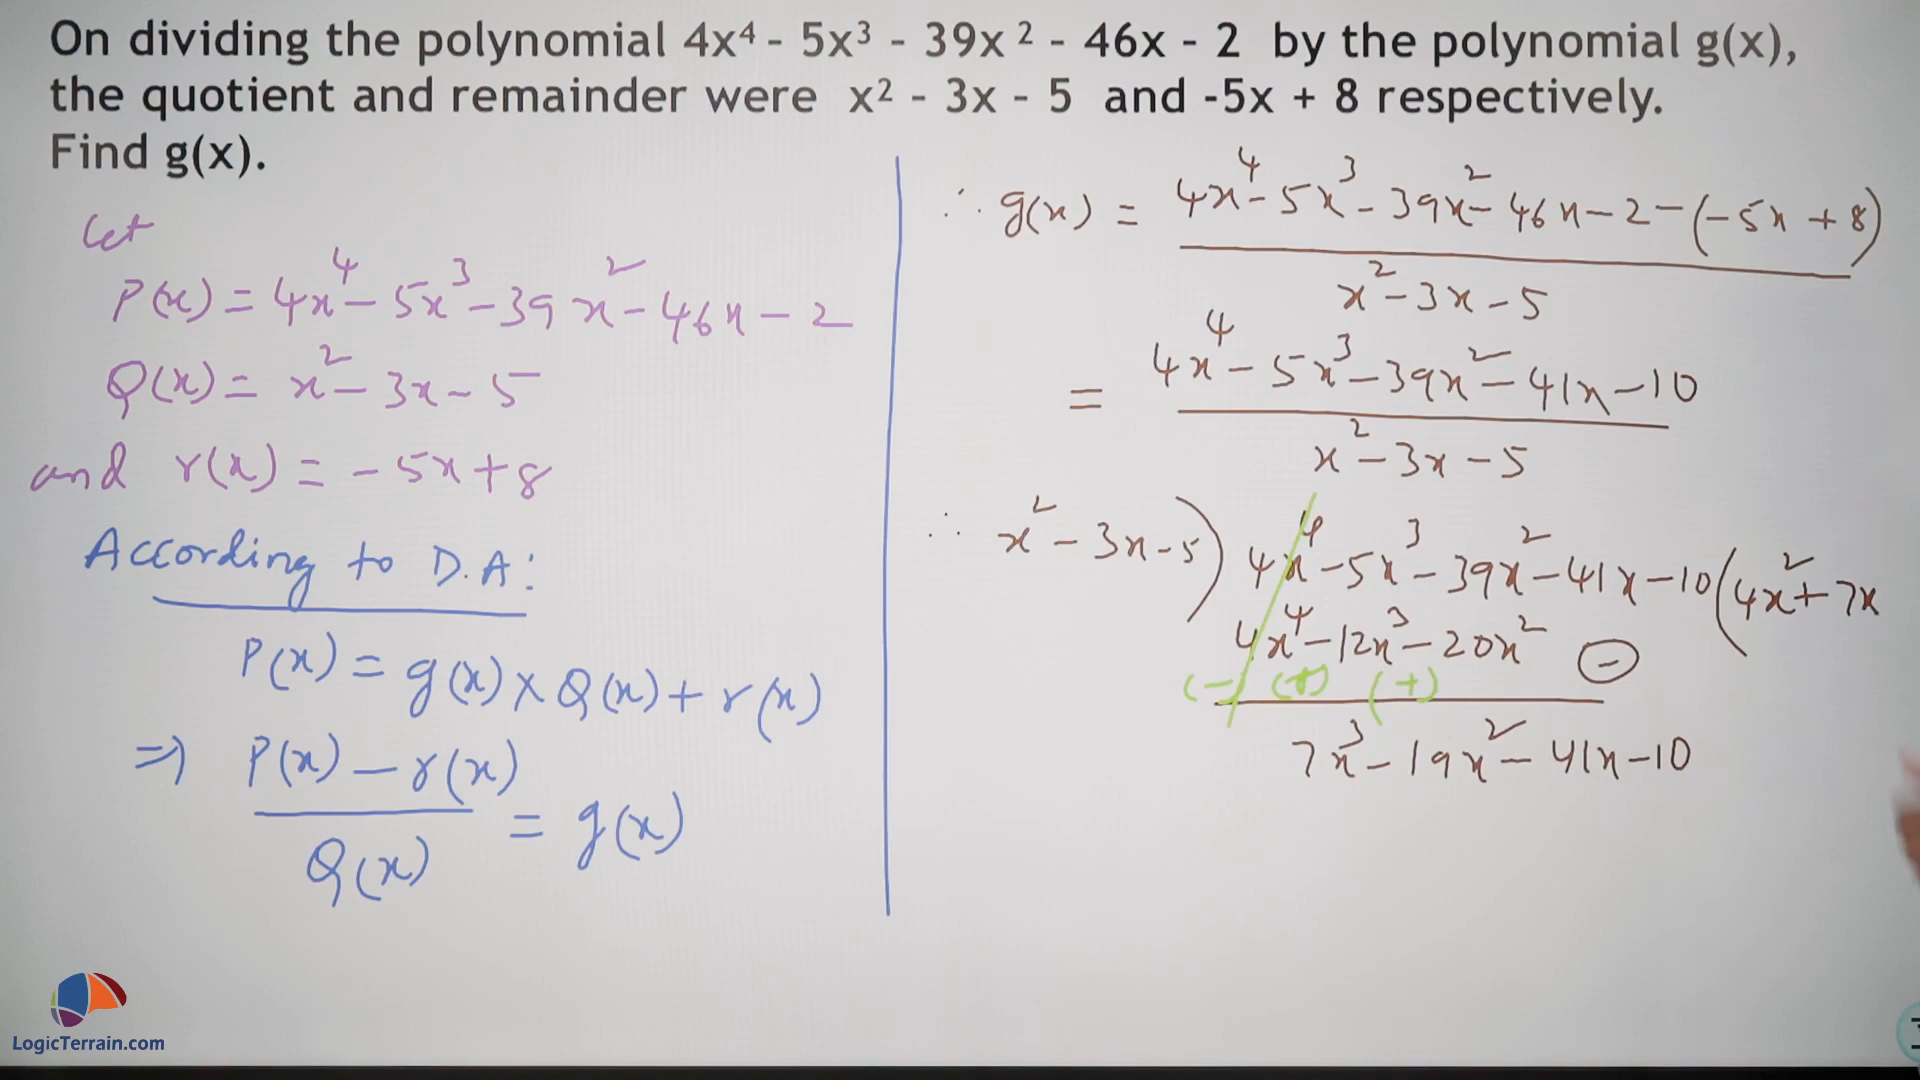 On dividing the polynomial 4x⁴ - 5x³ - 39x² - 46x - 2 by the polynomial g(x),
the quotient and remainder were x² - 3x - 5 and -5x + 8 respectively.
Find g(x).
Let
P(x) = 4x⁴ - 5x³ - 39x² - 46x - 2
Q(x) = x² - 3x - 5
and r(x) = -5x + 8
According to D.A:
P(x) = g(x) × Q(x) + r(x)
⇒ P(x) - r(x)
Q(x)
= g(x)
∴ g(x) = 4x⁴ - 5x³ - 39x² - 46x - 2 - (-5x + 8)
x² - 3x - 5
= 4x⁴ - 5x³ - 39x² - 41x - 10
x² - 3x - 5
∴ x² - 3x - 5) 4x⁴ - 5x³ - 39x² - 41x - 10 (4x² + 7x
4x⁴ - 12x³ - 20x² (-)
(-) (+) (+)
7x³ - 19x² - 41x - 10
LogicTerrain.com